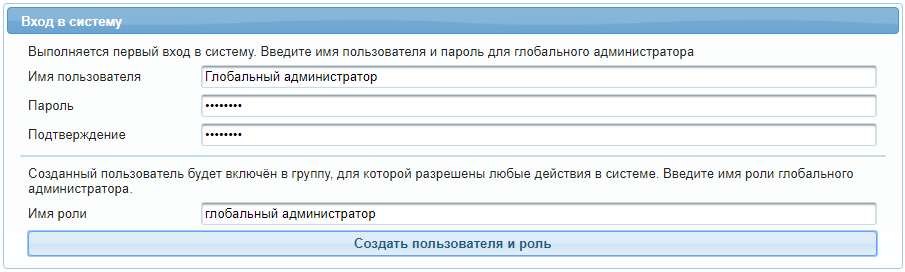 Вход в систему
Выполняется первый вход в систему. Введите имя пользователя и пароль для глобального администратора
Имя пользователя Глобальный администратор
Пароль ••••••••
Подтверждение ••••••••
Созданный пользователь будет включён в группу, для которой разрешены любые действия в системе. Введите имя роли глобального
администратора.
Имя роли глобальный администратор
Создать пользователя и роль